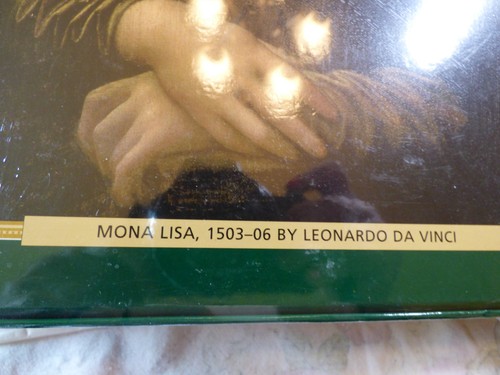 MONA LISA, 1503–06 BY LEONARDO DA VINCI